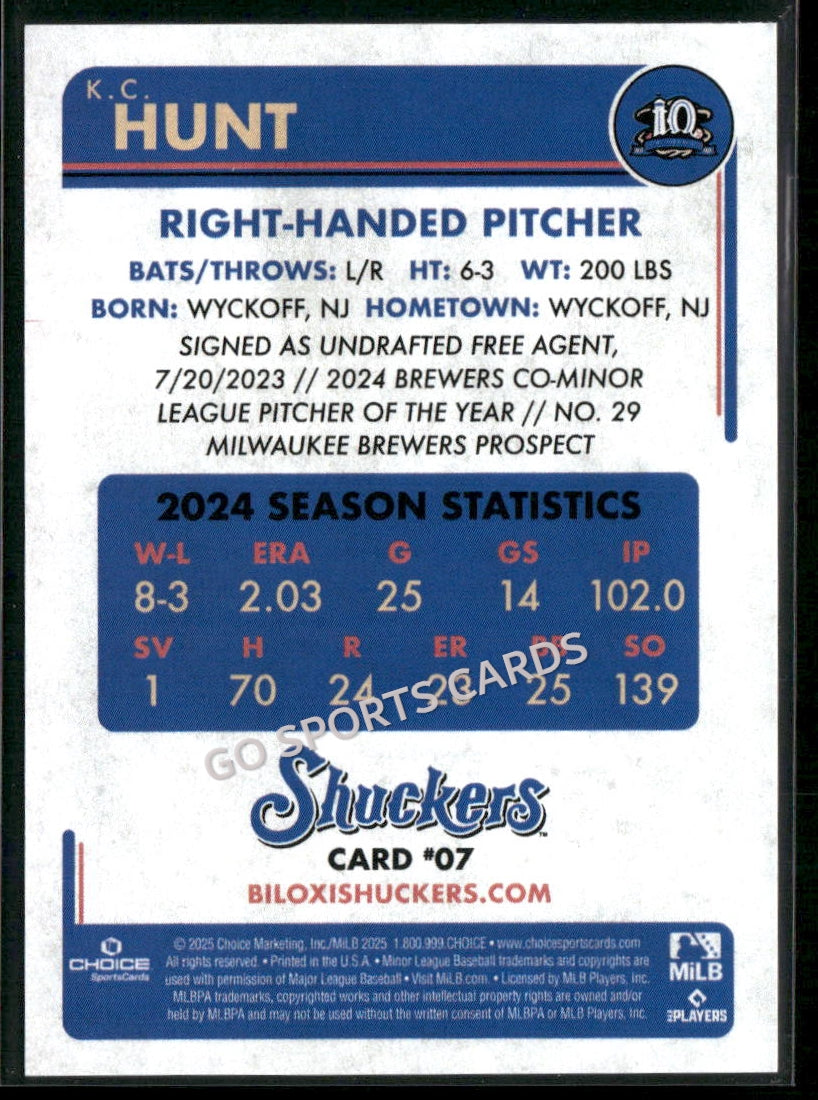 K.C.
HUNT
10
RIGHT-HANDED PITCHER
BATS/THROWS: L/R HT: 6-3 WT: 200 LBS
BORN: WYCKOFF, NJ HOMETOWN: WYCKOFF, NJ
SIGNED AS UNDRAFTED FREE AGENT,
7/20/2023 // 2024 BREWERS CO-MINOR
LEAGUE PITCHER OF THE YEAR // NO. 29
MILWAUKEE BREWERS PROSPECT
2024 SEASON STATISTICS
W-L ERA G GS IP
8-3 2.03 25 14 102.0
SV H R ER BB SO
1 70 24 23 25 139
GO SPORTS CARDS
Shuckers™
CARD #07
BILOXISHUCKERS.COM
CHOICE
SportsCards
© 2025 Choice Marketing, Inc./MiLB 2025 1.800.999.CHOICE • www.choicesportscards.com
All rights reserved. • Printed in the U.S.A. • Minor League Baseball trademarks and copyrights are
used with permission of Major League Baseball • Visit MiLB.com. • Licensed by MLB Players, Inc.
MLBPA trademarks, copyrighted works and other intellectual property rights are owned and/or
held by MLBPA and may not be used without the written consent of MLBPA or MLB Players, Inc.
MiLB
PLAYERS